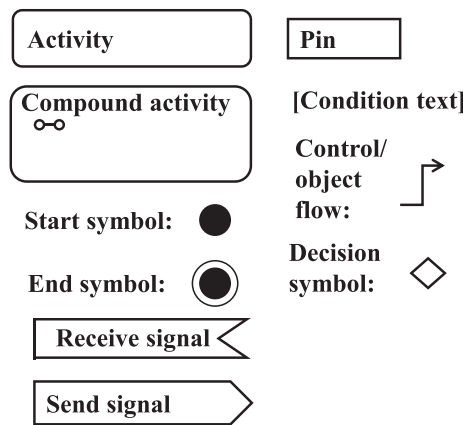 Activity
Pin
Compound activity
[Condition text]
Control/
object
flow:
Start symbol:
Decision
symbol:
End symbol:
Receive signal
Send signal